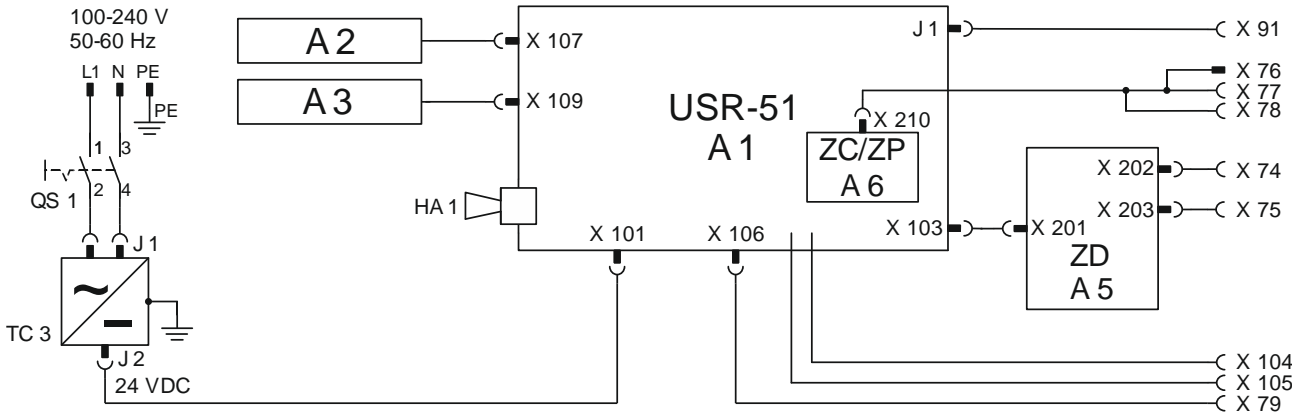 100-240 V
50-60 Hz
L1 N PE
PE
1 3
2 4
QS 1
J 1
TC 3
J 2
24 VDC
A 2
A 3
X 107
X 109
HA 1
USR-51
A 1
J 1
X 210
ZC/ZP
A 6
X 101
X 106
X 103
X 201
X 202
X 203
ZD
A 5
X 91
X 76
X 77
X 78
X 74
X 75
X 104
X 105
X 79